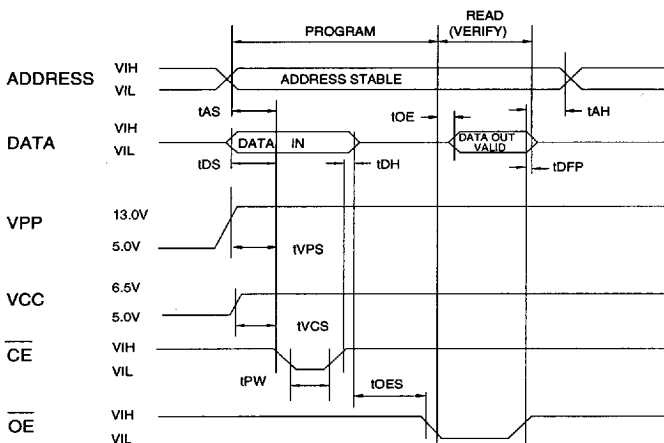 PROGRAM
READ
(VERIFY)
ADDRESS
VIH
VIL
ADDRESS STABLE
tAS
tOE
tAH
DATA
VIH
VIL
DATA IN
DATA OUT
VALID
tDS
tDH
tDFP
VPP
13.0V
5.0V
tVPS
VCC
6.5V
5.0V
tVCS
CE
VIH
VIL
tPW
tOES
OE
VIH
VIL